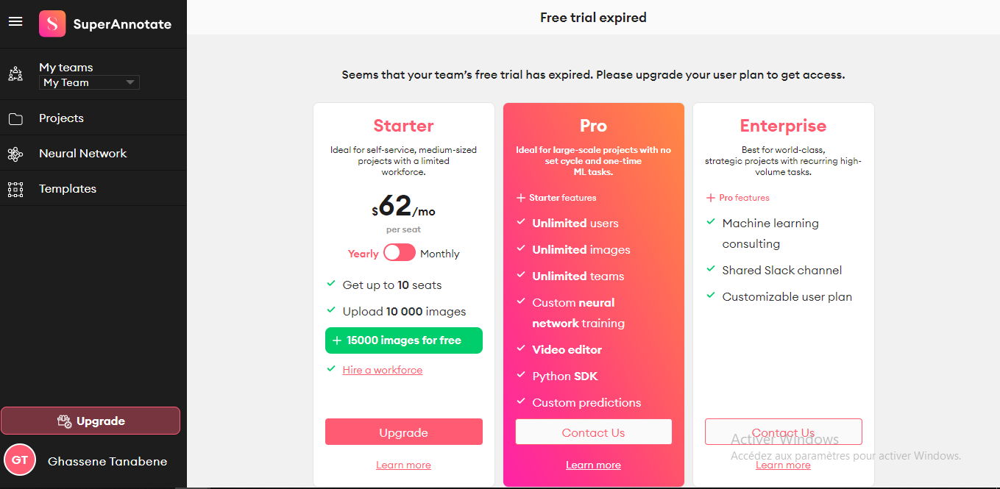 SuperAnnotate
My teams
My Team
Projects
Neural Network
Templates
Upgrade
GT
Ghassene Tanabene
Free trial expired
Seems that your team’s free trial has expired. Please upgrade your user plan to get access.
Starter
Ideal for self-service, medium-sized
projects with a limited
workforce.
$62/mo
per seat
Yearly Monthly
Get up to 10 seats
Upload 10 000 images
+ 15000 images for free
Hire a workforce
Upgrade
Learn more
Pro
Ideal for large-scale projects with no
set cycle and one-time
ML tasks.
+ Starter features
Unlimited users
Unlimited images
Unlimited teams
Custom neural
network training
Video editor
Python SDK
Custom predictions
Contact Us
Learn more
Enterprise
Best for world-class,
strategic projects with recurring high-
volume tasks.
+ Pro features
Machine learning
consulting
Shared Slack channel
Customizable user plan
Contact Us
Learn more
Activer Windows
Accédez aux paramètres pour activer Windows.